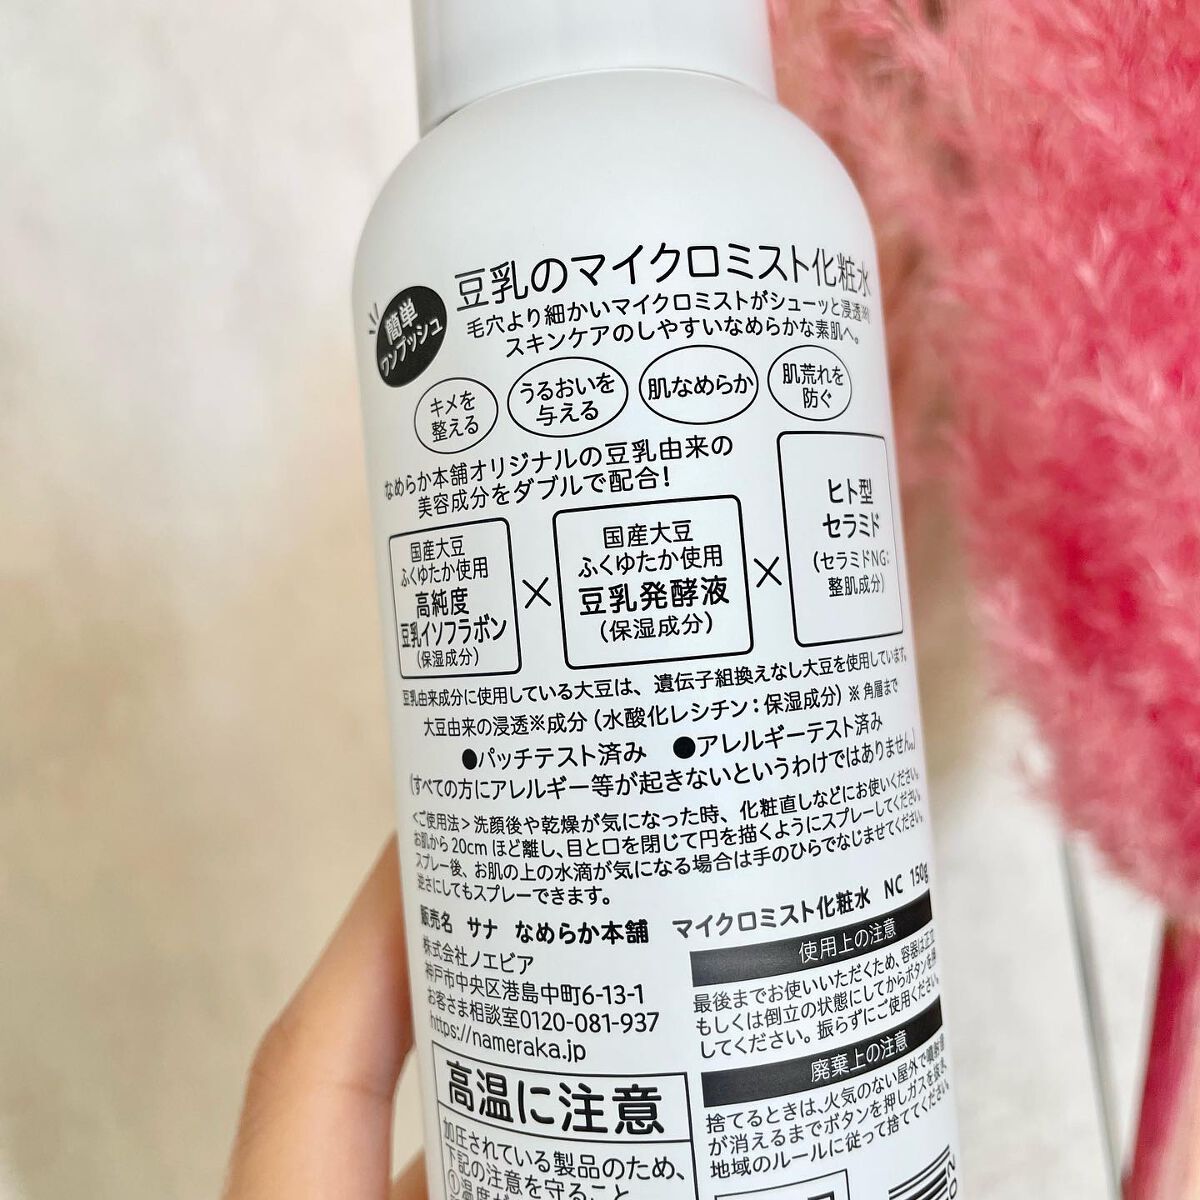 簡単
ワンプッシュ
豆乳のマイクロミスト化粧水
毛穴より細かいマイクロミストがシューッと浸透※!
スキンケアのしやすいなめらかな素肌へ。
キメを
整える
うるおいを
与える
肌なめらか
肌荒れを
防ぐ
なめらか本舗オリジナルの豆乳由来の
美容成分をダブルで配合!
国産大豆
ふくゆたか使用
高純度
豆乳イソフラボン
(保湿成分)
×
国産大豆
ふくゆたか使用
豆乳発酵液
(保湿成分)
×
ヒト型
セラミド
(セラミドNG:
整肌成分)
豆乳由来成分に使用している大豆は、遺伝子組換えなし大豆を使用しています。
大豆由来の浸透※成分(水酸化レシチン:保湿成分)※角層まで
●パッチテスト済み ●アレルギーテスト済み
(すべての方にアレルギー等が起きないというわけではありません。)
<ご使用法>洗顔後や乾燥が気になった時、化粧直しなどにお使いください。
お肌から20cmほど離し、目と口を閉じて円を描くようにスプレーしてください。
スプレー後、お肌の上の水滴が気になる場合は手のひらでなじませてください。
逆さにしてもスプレーできます。
販売名 サナ なめらか本舗 マイクロミスト化粧水 NC 150g
株式会社ノエビア
神戸市中央区港島中町6-13-1
お客さま相談室0120-081-937
https://nameraka.jp
使用上の注意
最後までお使いいただくため、容器は正立
もしくは倒立の状態にしてからボタンを
してください。振らずにご使用ください。
廃棄上の注意
捨てるときは、火気のない屋外で噴射音
が消えるまでボタンを押しガスを抜き、
地域のルールに従って捨ててください。
高温に注意
加圧されている製品のため、
下記の注意を守ること
①温度が